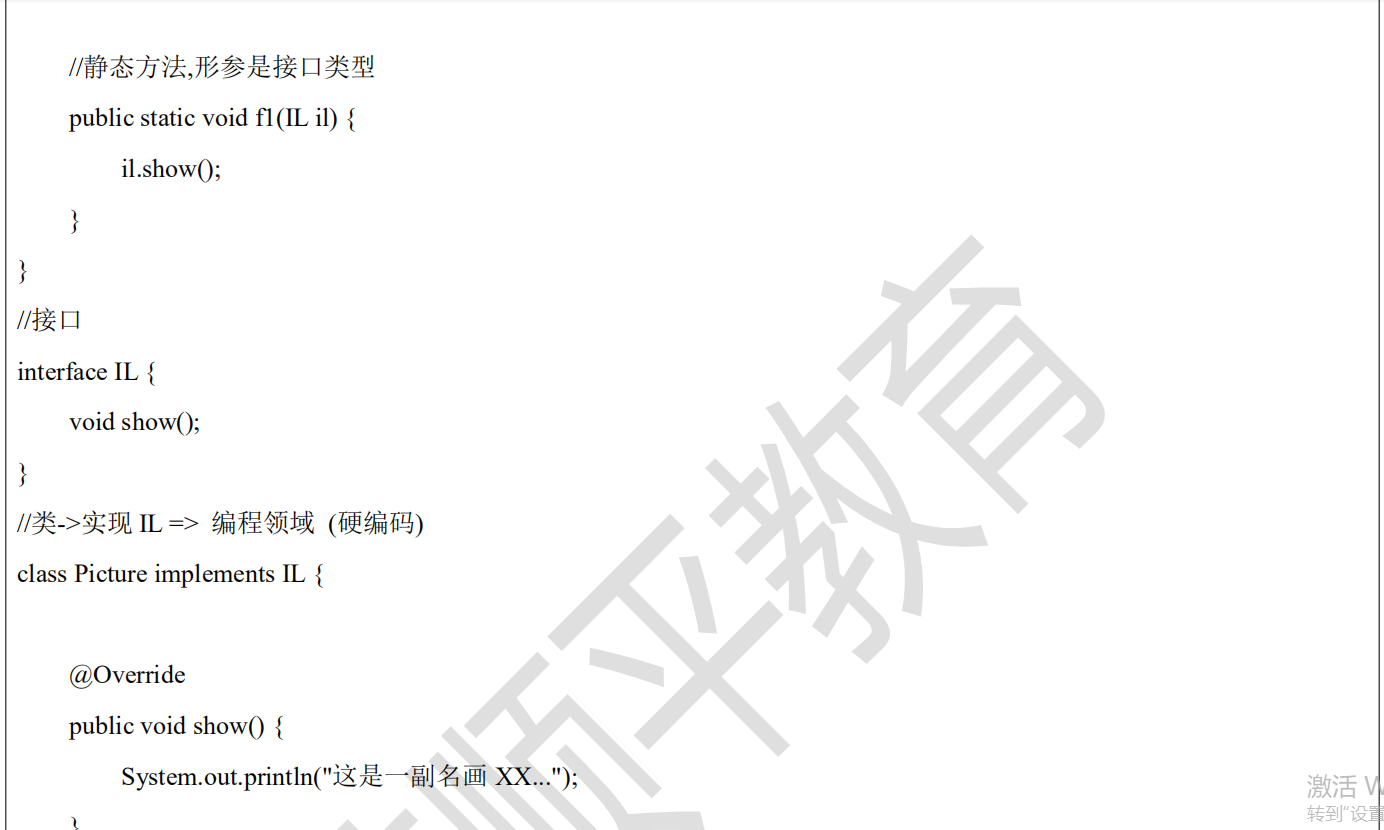 //静态方法,形参是接口类型
public static void f1(IL il) {
il.show();
}
}
//接口
interface IL {
void show();
}
//类->实现 IL => 编程领域 (硬编码)
class Picture implements IL {
@Override
public void show() {
System.out.println("这是一副名画 XX...");
}
顺平教育
激活 W
转到"设置